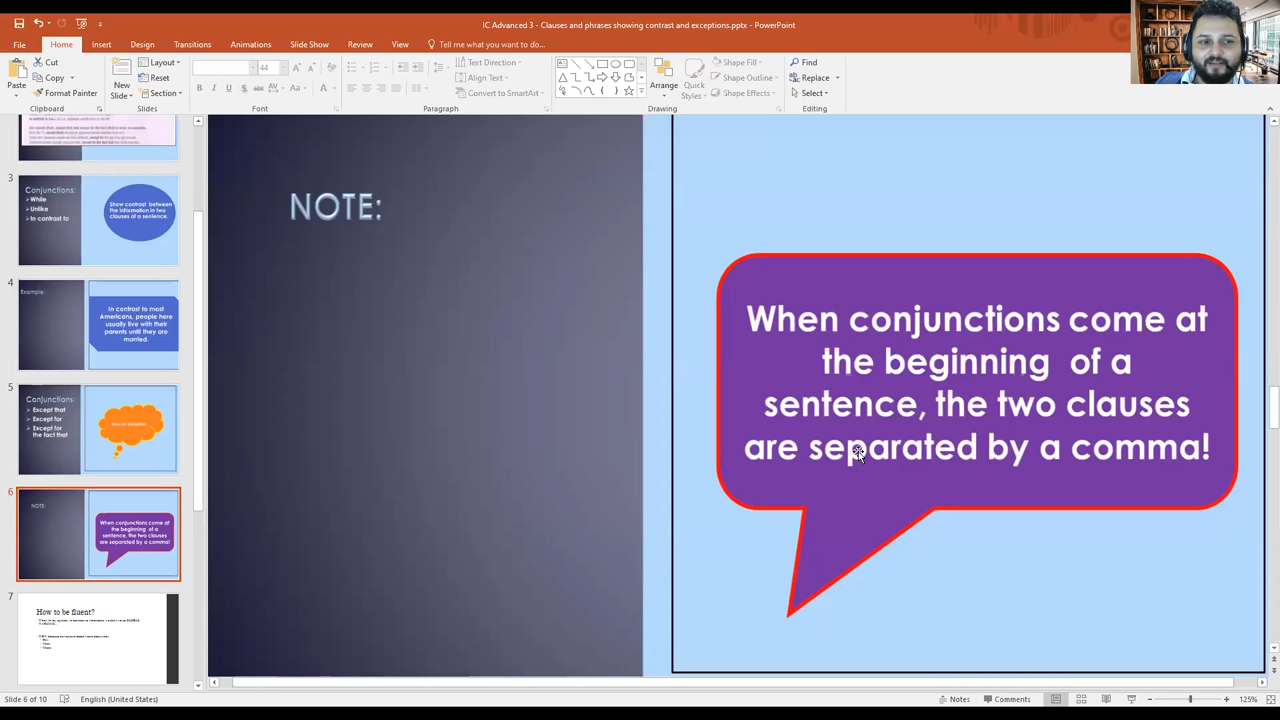 IC Advanced 3 - Clauses and phrases showing contrast and exceptions.pptx - PowerPoint
File Home Insert Design Transitions Animations Slide Show Review View Tell me what you want to do...
Paste
Cut
Copy
Format Painter
Clipboard
New
Slide
Layout
Reset
Section
Slides
44
B I U S abc AV Aa A
Font
Text Direction
Align Text
Convert to SmartArt
Paragraph
Arrange
Quick
Styles
Shape Fill
Shape Outline
Shape Effects
Drawing
Find
Replace
Select
Editing
3
Conjunctions:
While
Unlike
In contrast to
Show contrast between
the information in two
clauses of a sentence.
4
Example:
In contrast to most
Americans, people here
usually live with their
parents until they are
married.
5
Conjunctions:
Except that
Except for
Except for
the fact that
6
NOTE:
When conjunctions come at
the beginning of a
sentence, the two clauses
are separated by a comma!
7
How to be fluent?
NOTE:
When conjunctions come at
the beginning of a
sentence, the two clauses
are separated by a comma!
Slide 6 of 10 English (United States) Notes Comments 125%